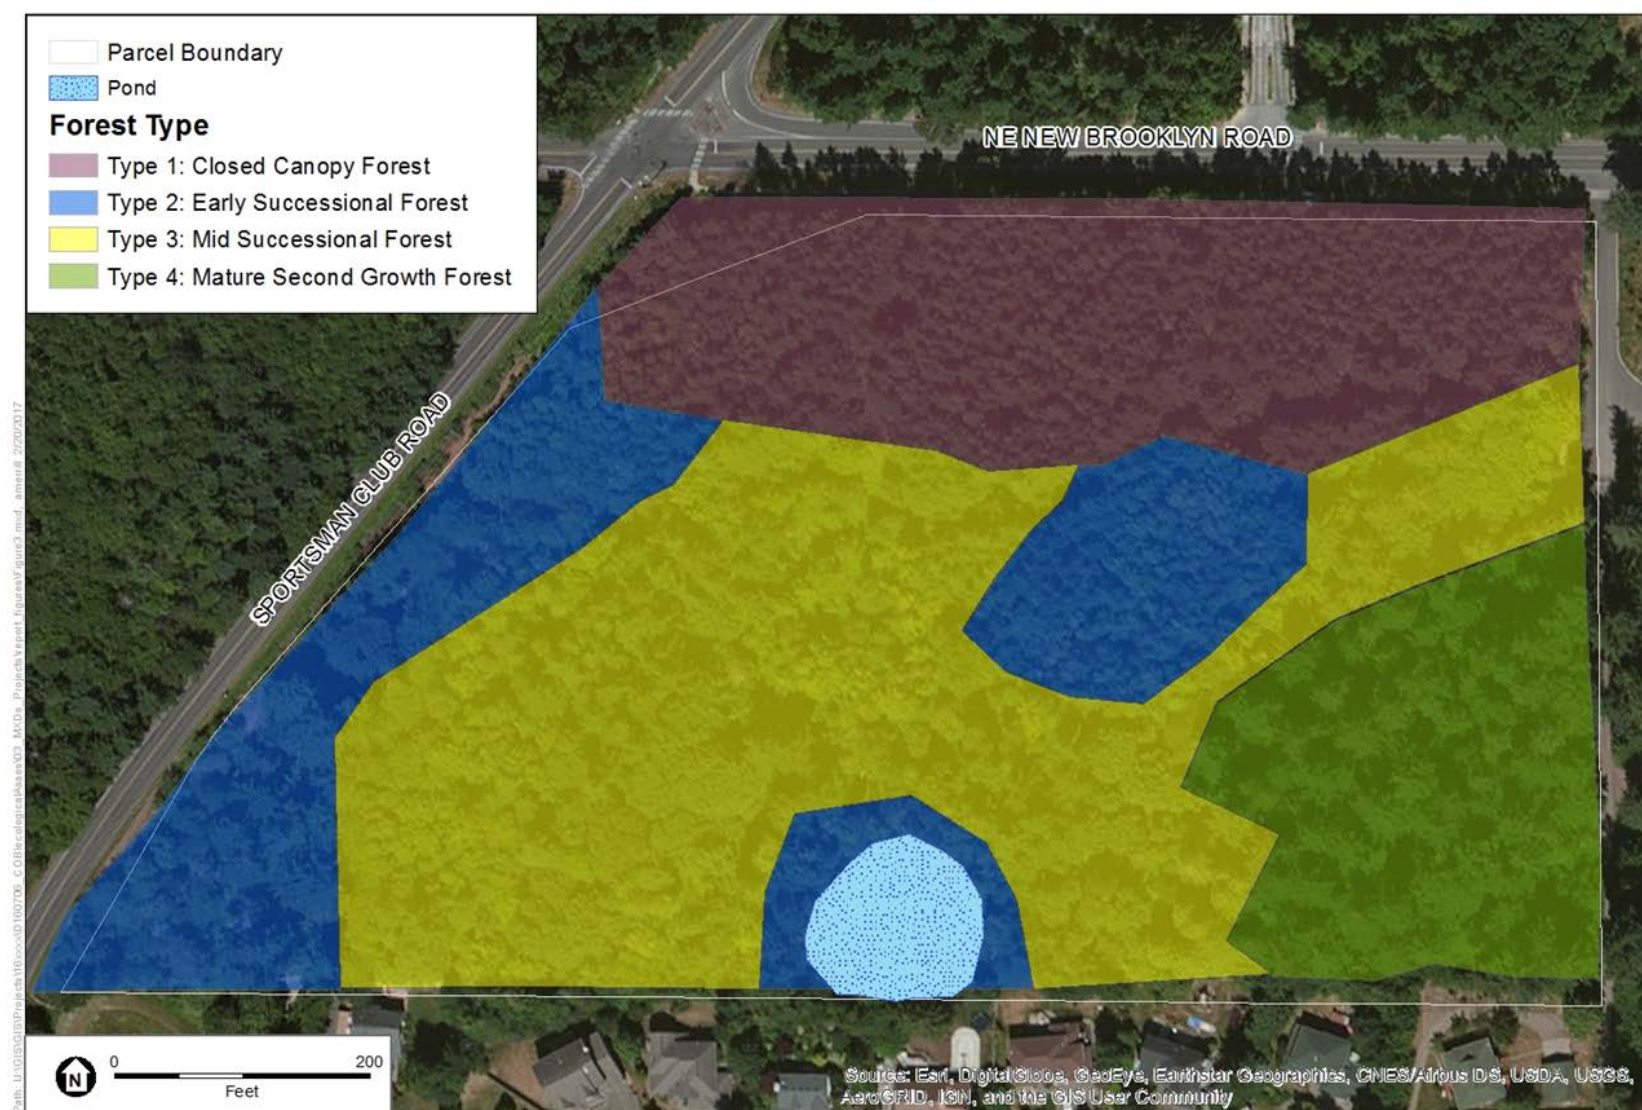 Parcel Boundary
Pond
Forest Type
Type 1: Closed Canopy Forest
Type 2: Early Successional Forest
Type 3: Mid Successional Forest
Type 4: Mature Second Growth Forest
NE NEW BROOKLYN ROAD
SPORTSMAN CLUB ROAD
N
0 200
Feet
Source: Esri, DigitalGlobe, GeoEye, Earthstar Geographics, CNES/Airbus DS, USDA, USGS,
AeroGRID, IGN, and the GIS User Community